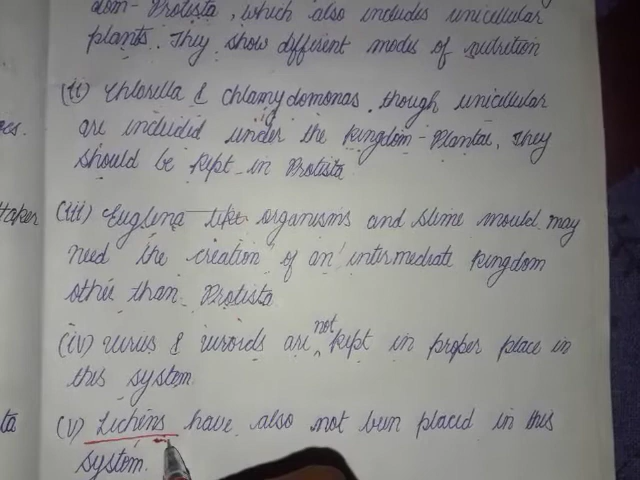 dom- Protista, which also includes unicellular
plants. They show different modes of nutrition
(ii) Chlorella & Chlamydomonas. though unicellular
are included under the kingdom - Plantae. They
should be kept in Protista
(iii) Euglena like organisms and slime mould may
need the creation of an intermediate kingdom
other than Protista
(iv) virus & viroids are not kept in proper place in
this system
(v) Lichens have also not been placed in this
system.
ttaker
ta